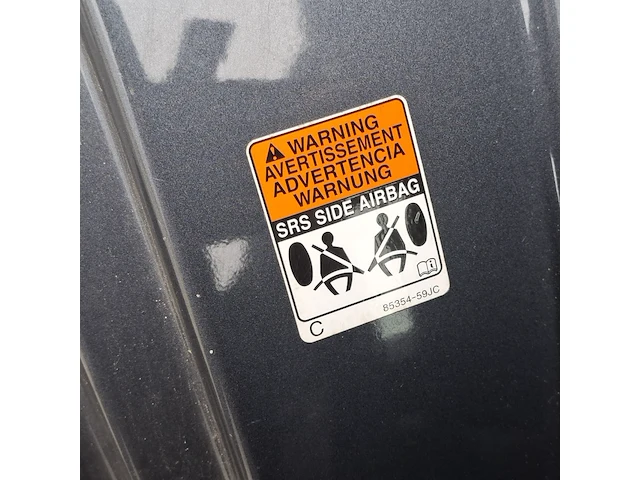 WARNING
AVERTISSEMENT
ADVERTENCIA
WARNUNG
SRS SIDE AIRBAG
C 85354-59JC